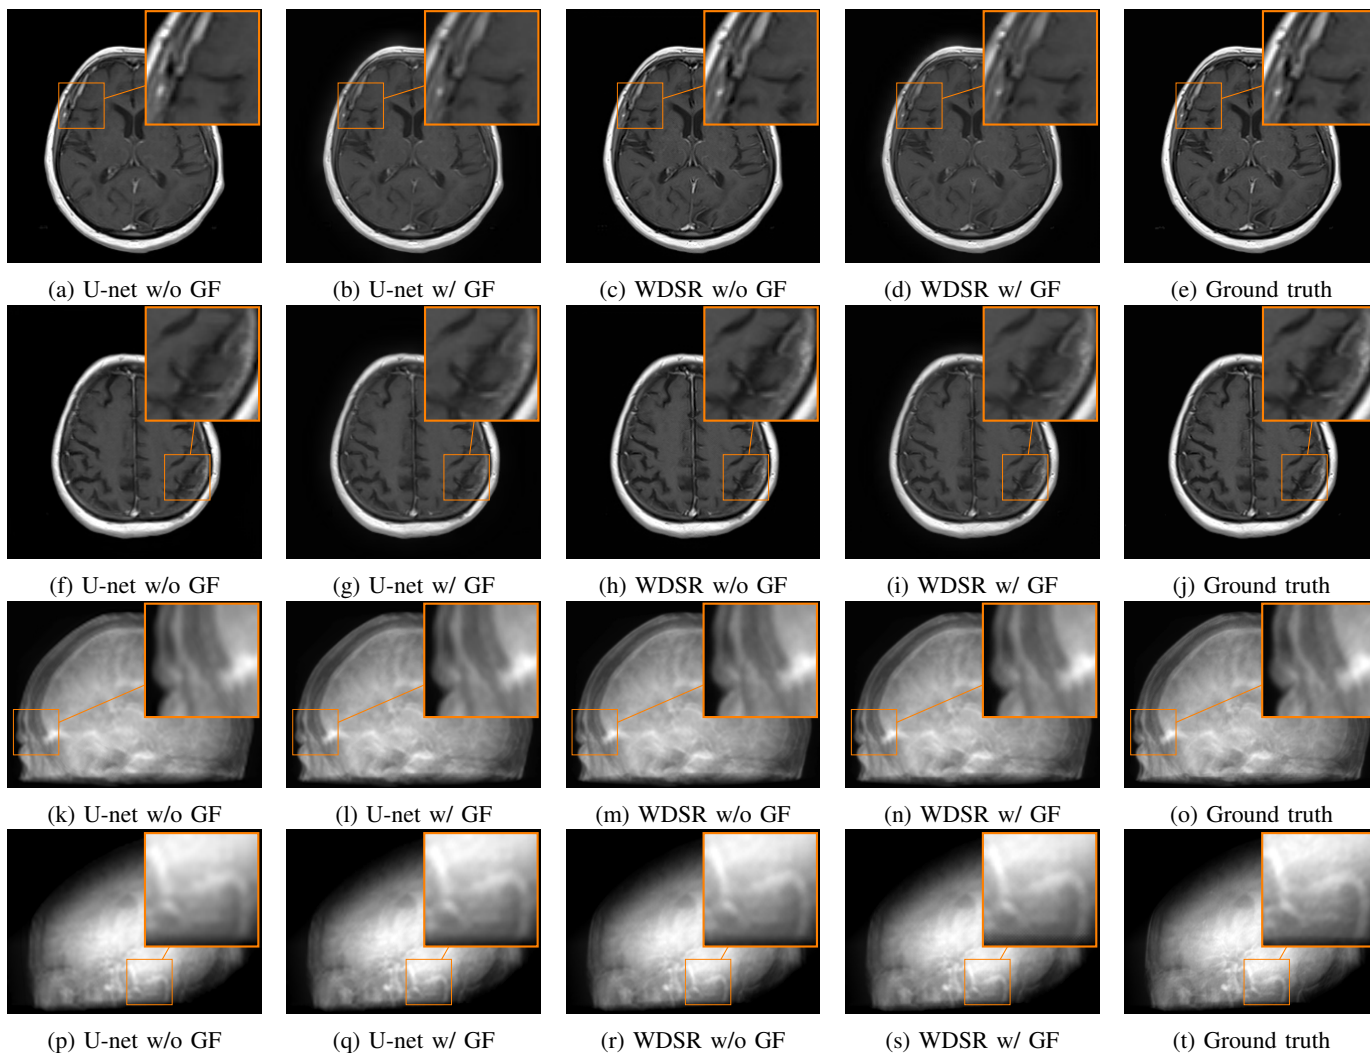 (a) U-net w/o GF
(b) U-net w/ GF
(c) WDSR w/o GF
(d) WDSR w/ GF
(e) Ground truth
(f) U-net w/o GF
(g) U-net w/ GF
(h) WDSR w/o GF
(i) WDSR w/ GF
(j) Ground truth
(k) U-net w/o GF
(l) U-net w/ GF
(m) WDSR w/o GF
(n) WDSR w/ GF
(o) Ground truth
(p) U-net w/o GF
(q) U-net w/ GF
(r) WDSR w/o GF
(s) WDSR w/ GF
(t) Ground truth